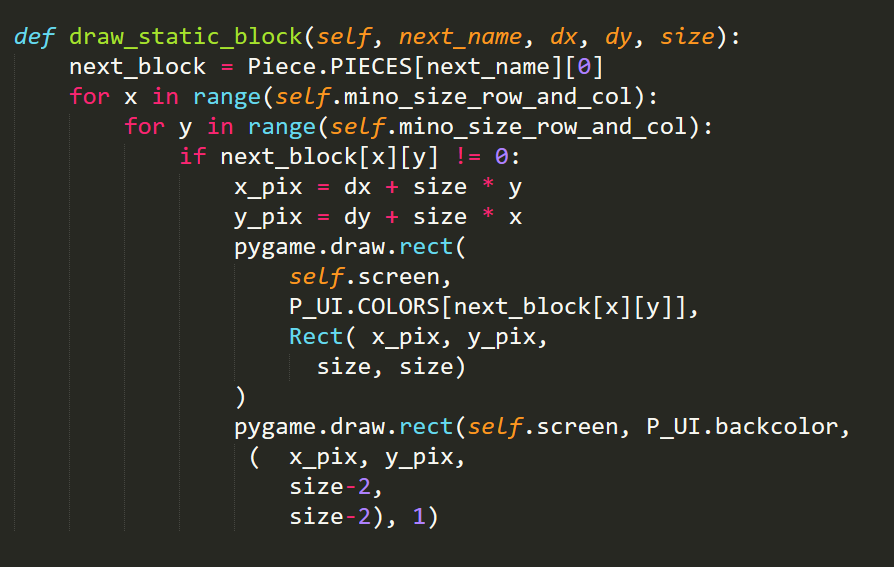 def draw_static_block(self, next_name, dx, dy, size):
    next_block = Piece.PIECES[next_name][0]
    for x in range(self.mino_size_row_and_col):
        for y in range(self.mino_size_row_and_col):
            if next_block[x][y] != 0:
                x_pix = dx + size * y
                y_pix = dy + size * x
                pygame.draw.rect(
                    self.screen,
                    P_UI.COLORS[next_block[x][y]],
                    Rect( x_pix, y_pix,
                      size, size)
                )
                pygame.draw.rect(self.screen, P_UI.backcolor,
                 (  x_pix, y_pix,
                    size-2,
                    size-2), 1)